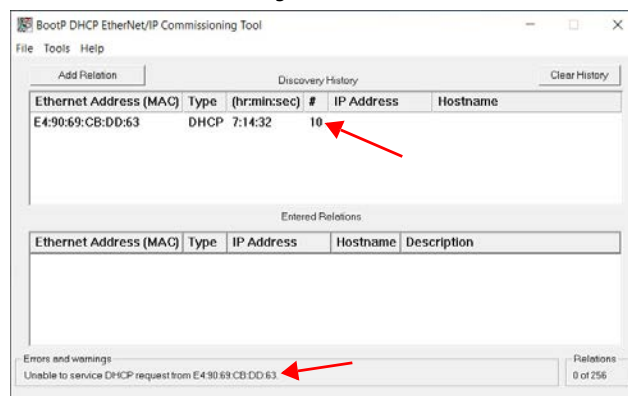 BootP DHCP EtherNet/IP Commissioning Tool
File Tools Help
Add Relation Discovery History Clear History
Ethernet Address (MAC) Type (hr:min:sec) # IP Address Hostname
E4:90:69:CB:DD:63 DHCP 7:14:32 10
Entered Relations
Ethernet Address (MAC) Type IP Address Hostname Description
Errors and warnings Relations
Unable to service DHCP request from E4:90:69:CB:DD:63. 0 of 256